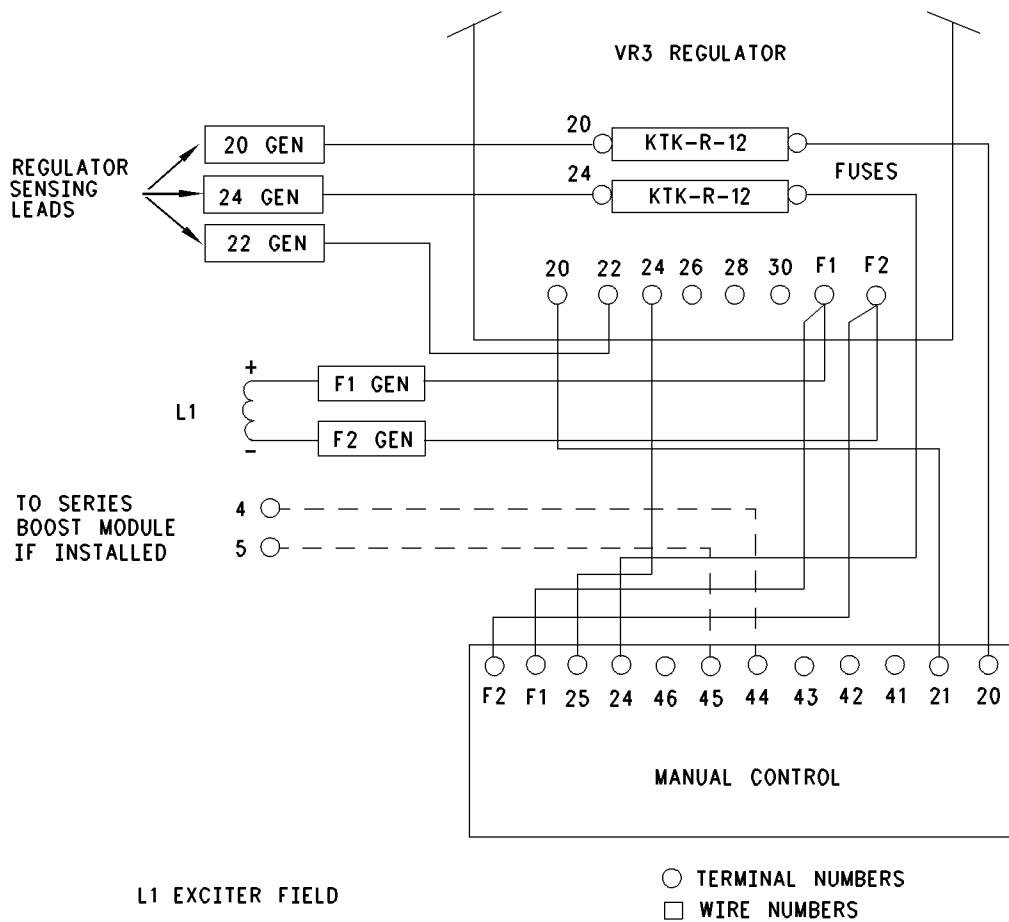 VR3 REGULATOR
20 GEN
20
KTK-R-12
REGULATOR
SENSING
LEADS
24 GEN
24
KTK-R-12
FUSES
22 GEN
20 22 24 26 28 30 F1 F2
+
F1 GEN
L1
F2 GEN
-
TO SERIES
BOOST MODULE
IF INSTALLED
4
5
F2 F1 25 24 46 45 44 43 42 41 21 20
MANUAL CONTROL
L1 EXCITER FIELD
TERMINAL NUMBERS
WIRE NUMBERS